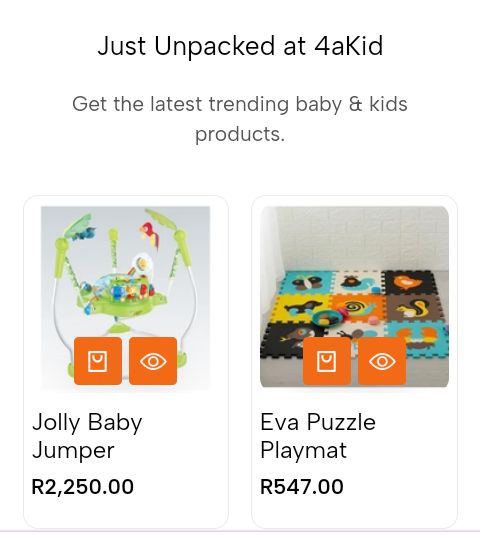 Just Unpacked at 4aKid
Get the latest trending baby & kids
products.
Jolly Baby
Jumper
R2,250.00
Eva Puzzle
Playmat
R547.00